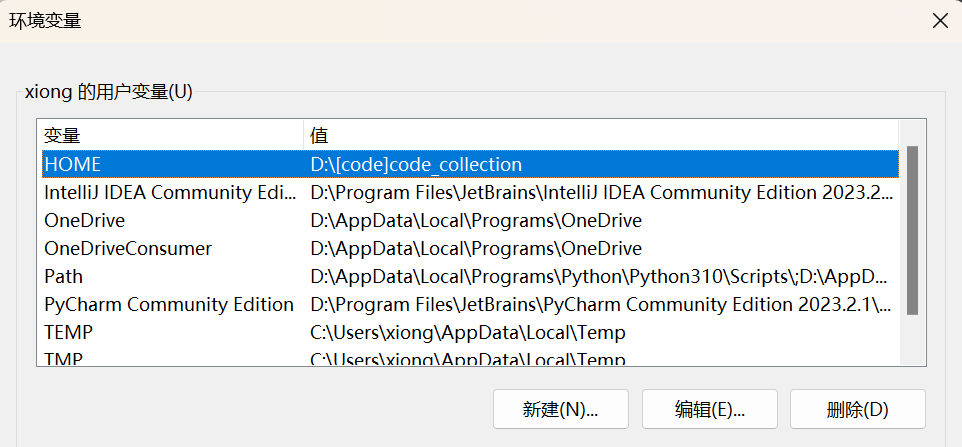 环境变量
xiong 的用户变量(U)
变量 值
HOME D:\[code]code_collection
IntelliJ IDEA Community Edi... D:\Program Files\JetBrains\IntelliJ IDEA Community Edition 2023.2...
OneDrive D:\AppData\Local\Programs\OneDrive
OneDriveConsumer D:\AppData\Local\Programs\OneDrive
Path D:\AppData\Local\Programs\Python\Python310\Scripts\;D:\AppD...
PyCharm Community Edition D:\Program Files\JetBrains\PyCharm Community Edition 2023.2.1\...
TEMP C:\Users\xiong\AppData\Local\Temp
TMP C:\Users\xiong\AppData\Local\Temp
新建(N)... 编辑(E)... 删除(D)